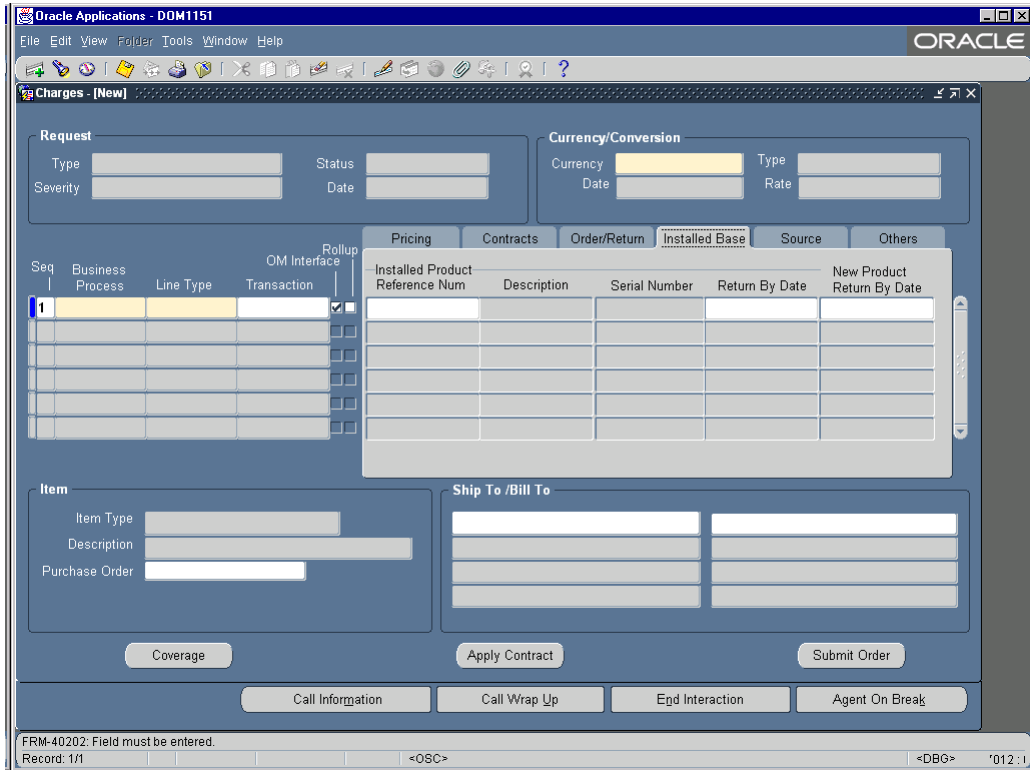 Oracle Applications - DOM1151
File Edit View Folder Tools Window Help
ORACLE
Charges - [New]
Request
Type
Status
Severity
Date
Currency/Conversion
Currency
Type
Date
Rate
Pricing
Contracts
Order/Return
Installed Base
Source
Others
Rollup
OM Interface
Seq
Business Process
Line Type
Transaction
Installed Product
Reference Num
Description
Serial Number
Return By Date
New Product
Return By Date
1
Item
Item Type
Description
Purchase Order
Ship To /Bill To
Coverage
Apply Contract
Submit Order
Call Information
Call Wrap Up
End Interaction
Agent On Break
FRM-40202: Field must be entered.
Record: 1/1
<OSC>
<DBG>